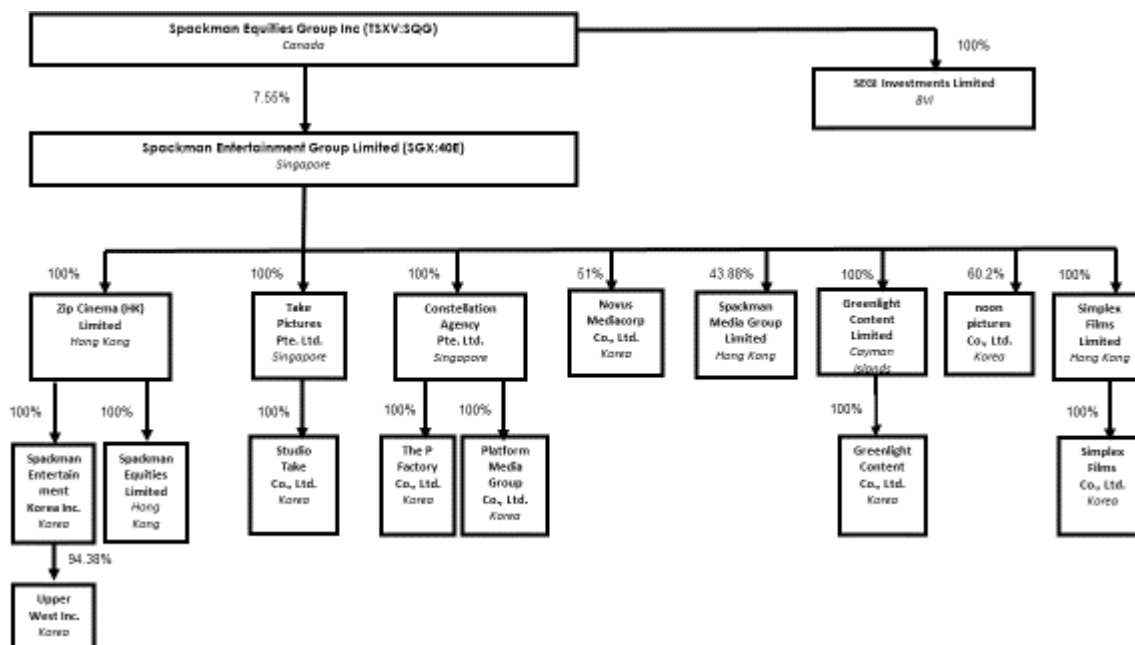 Spackman Equities Group Inc (TSXV:SQG)
Canada
100%
SEGI Investments Limited
BVI
7.55%
Spackman Entertainment Group Limited (SGX:40E)
Singapore
100%
100%
100%
51%
43.88%
100%
60.2%
100%
Zip Cinema (HK)
Limited
Hong Kong
Take
Pictures
Pte. Ltd.
Singapore
Constellation
Agency
Pte. Ltd.
Singapore
Novus
Mediacorp
Co., Ltd.
Korea
Spackman
Media Group
Limited
Hong Kong
Greenlight
Content
Limited
Cayman
Islands
noon
pictures
Co., Ltd.
Korea
Simplex
Films
Limited
Hong Kong
100%
100%
100%
100%
100%
100%
100%
Spackman
Entertain
ment
Korea Inc.
Korea
Spackman
Equities
Limited
Hong
Kong
Studio
Take
Co., Ltd.
Korea
The P
Factory
Co., Ltd.
Korea
Platform
Media
Group
Co., Ltd.
Korea
Greenlight
Content
Co., Ltd.
Korea
Simplex
Films
Co., Ltd.
Korea
94.38%
Upper
West Inc.
Korea